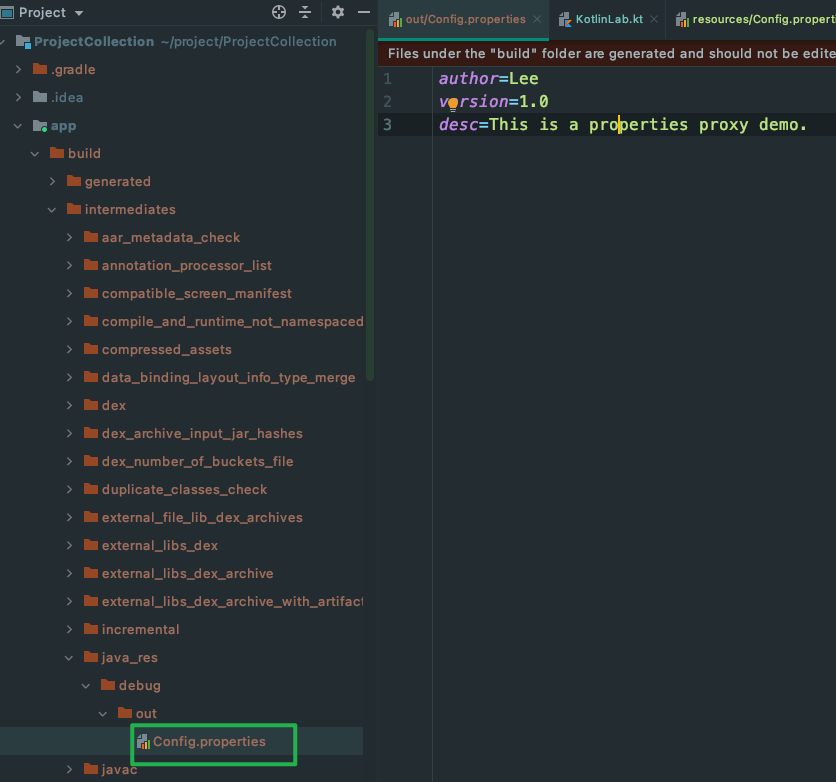 Project
out/Config.properties
KotlinLab.kt
resources/Config.propert
ProjectCollection ~/project/ProjectCollection
Files under the "build" folder are generated and should not be edite
.gradle
.idea
app
build
generated
intermediates
aar_metadata_check
annotation_processor_list
compatible_screen_manifest
compile_and_runtime_not_namespaced
compressed_assets
data_binding_layout_info_type_merge
dex
dex_archive_input_jar_hashes
dex_number_of_buckets_file
duplicate_classes_check
external_file_lib_dex_archives
external_libs_dex
external_libs_dex_archive
external_libs_dex_archive_with_artifact
incremental
java_res
debug
out
Config.properties
javac
1 author=Lee
2 version=1.0
3 desc=This is a properties proxy demo.